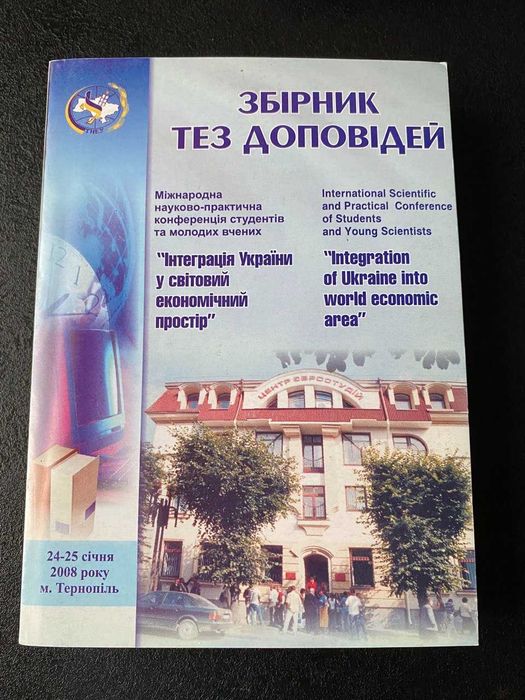 ЗБІРНИК
ТЕЗ ДОПОВІДЕЙ
Міжнародна
науково-практична
конференція студентів
та молодих вчених
"Інтеграція України
у світовий
економічний
простір"
International Scientific
and Practical Conference
of Students
and Young Scientists
"Integration
of Ukraine into
world economic
area"
ЦЕНТР ЄВРОСТУДІЙ
24-25 січня
2008 року
м. Тернопіль